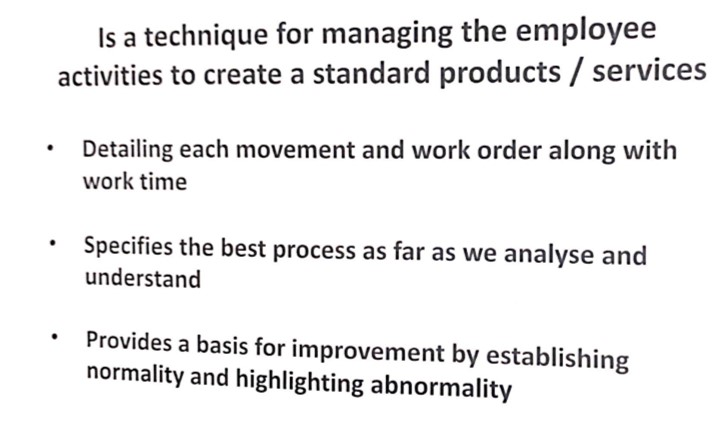 Is a technique for managing the employee
activities to create a standard products / services
• Detailing each movement and work order along with
work time
• Specifies the best process as far as we analyse and
understand
• Provides a basis for improvement by establishing
normality and highlighting abnormality